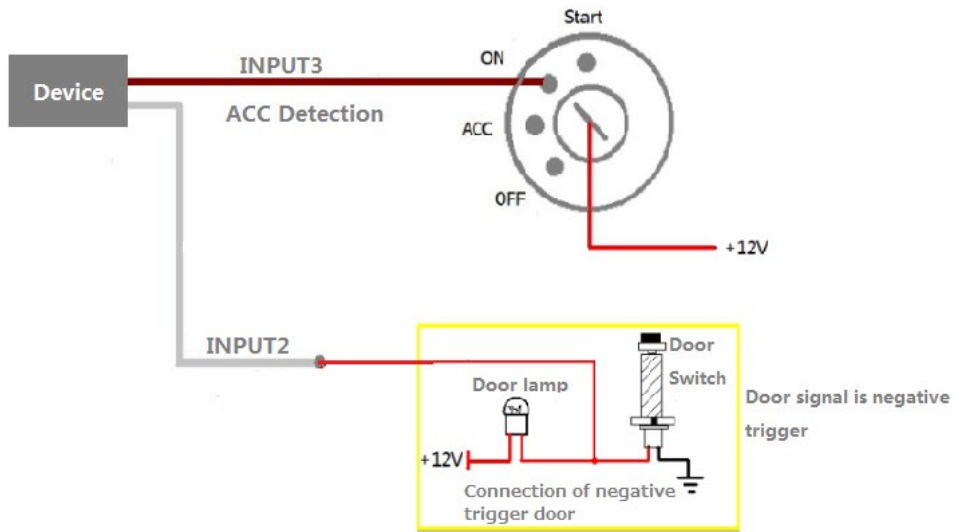 Start
ON
INPUT3
Device
ACC Detection
ACC
OFF
+12V
INPUT2
Door
Switch
Door lamp
Door signal is negative
trigger
+12V
Connection of negative
trigger door